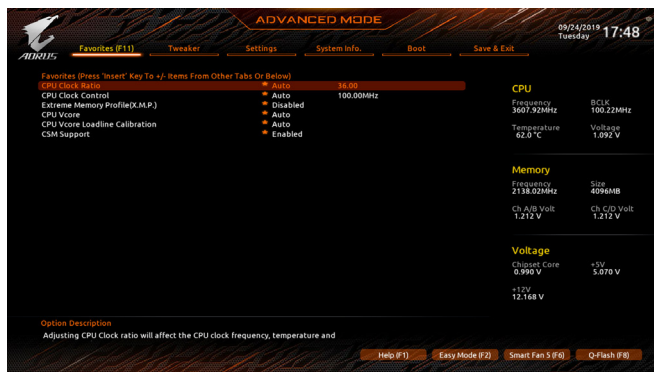 ADVANCED MODE
09/24/2019
Tuesday
17:48
AORUS
Favorites (F11) Tweaker Settings System Info. Boot Save & Exit
Favorites (Press 'Insert' Key To +/- Items From Other Tabs Or Below)
CPU Clock Ratio Auto 36.00
CPU Clock Control Auto 100.00MHz
Extreme Memory Profile(X.M.P.) Disabled
CPU Vcore Auto
CPU Vcore Loadline Calibration Auto
CSM Support Enabled
CPU
Frequency BCLK
3607.92MHz 100.22MHz
Temperature Voltage
62.0 °C 1.092 V
Memory
Frequency Size
2138.02MHz 4096MB
Ch A/B Volt Ch C/D Volt
1.212 V 1.212 V
Voltage
Chipset Core +5V
0.990 V 5.070 V
+12V
12.168 V
Option Description
Adjusting CPU Clock ratio will affect the CPU clock frequency, temperature and
Help (F1) Easy Mode (F2) Smart Fan 5 (F6) Q-Flash (F8)